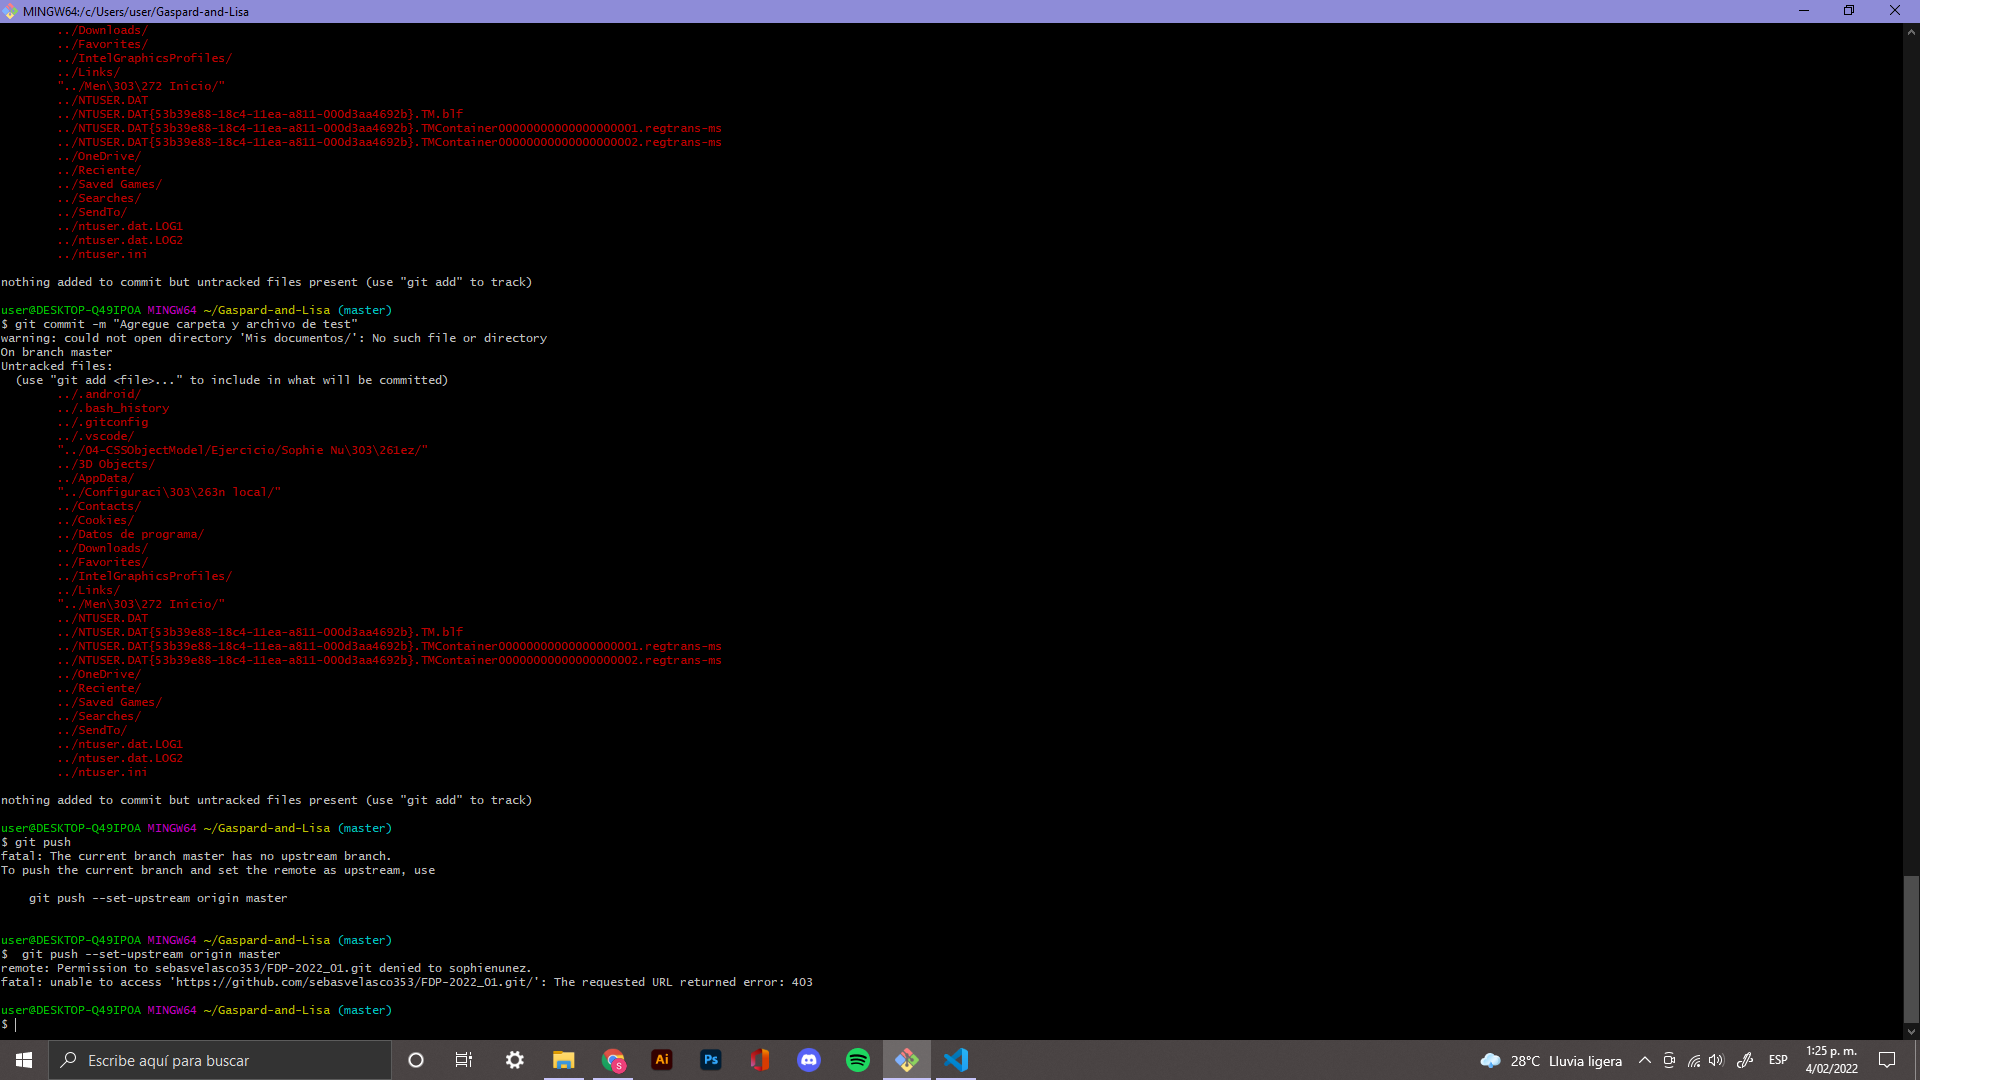 MINGW64:/c/Users/user/Gaspard-and-Lisa
../Downloads/
../Favorites/
../IntelGraphicsProfiles/
../Links/
"../Men\303\272 Inicio/"
../NTUSER.DAT
../NTUSER.DAT{53b39e88-18c4-11ea-a811-000d3aa4692b}.TM.blf
../NTUSER.DAT{53b39e88-18c4-11ea-a811-000d3aa4692b}.TMContainer00000000000000000001.regtrans-ms
../NTUSER.DAT{53b39e88-18c4-11ea-a811-000d3aa4692b}.TMContainer00000000000000000002.regtrans-ms
../OneDrive/
../Reciente/
../Saved Games/
../Searches/
../SendTo/
../ntuser.dat.LOG1
../ntuser.dat.LOG2
../ntuser.ini
nothing added to commit but untracked files present (use "git add" to track)
user@DESKTOP-Q49IPOA MINGW64 ~/Gaspard-and-Lisa (master)
$ git commit -m "Agregue carpeta y archivo de test"
warning: could not open directory 'Mis documentos/': No such file or directory
On branch master
Untracked files:
(use "git add <file>..." to include in what will be committed)
../.android/
../.bash_history
../.gitconfig
../.vscode/
"../04-CSSObjectModel/Ejercicio/Sophie Nu\303\261ez/"
../3D Objects/
../AppData/
"../Configuraci\303\263n local/"
../Contacts/
../Cookies/
../Datos de programa/
../Downloads/
../Favorites/
../IntelGraphicsProfiles/
../Links/
"../Men\303\272 Inicio/"
../NTUSER.DAT
../NTUSER.DAT{53b39e88-18c4-11ea-a811-000d3aa4692b}.TM.blf
../NTUSER.DAT{53b39e88-18c4-11ea-a811-000d3aa4692b}.TMContainer00000000000000000001.regtrans-ms
../NTUSER.DAT{53b39e88-18c4-11ea-a811-000d3aa4692b}.TMContainer00000000000000000002.regtrans-ms
../OneDrive/
../Reciente/
../Saved Games/
../Searches/
../SendTo/
../ntuser.dat.LOG1
../ntuser.dat.LOG2
../ntuser.ini
nothing added to commit but untracked files present (use "git add" to track)
user@DESKTOP-Q49IPOA MINGW64 ~/Gaspard-and-Lisa (master)
$ git push
fatal: The current branch master has no upstream branch.
To push the current branch and set the remote as upstream, use
git push --set-upstream origin master
user@DESKTOP-Q49IPOA MINGW64 ~/Gaspard-and-Lisa (master)
$  git push --set-upstream origin master
remote: Permission to sebasvelasco353/FDP-2022_01.git denied to sophienunez.
fatal: unable to access 'https://github.com/sebasvelasco353/FDP-2022_01.git/': The requested URL returned error: 403
user@DESKTOP-Q49IPOA MINGW64 ~/Gaspard-and-Lisa (master)
$
Escribe aquí para buscar
S
Ai
Ps
28°C Lluvia ligera
ESP
1:25 p. m.
4/02/2022